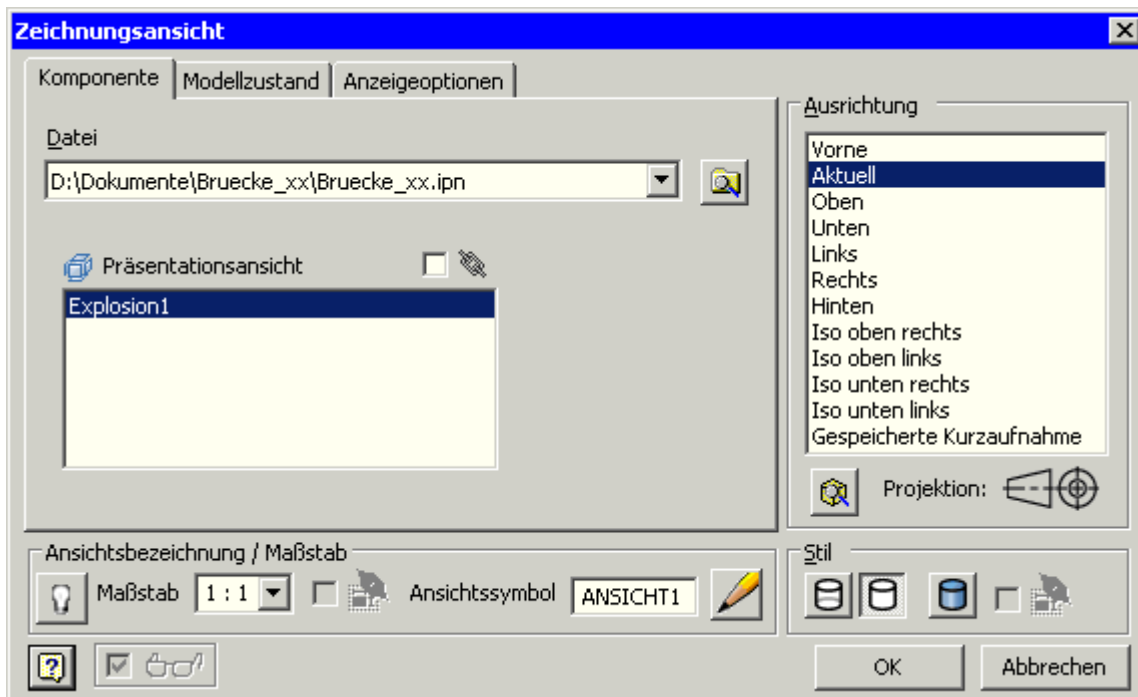 Zeichnungsansicht
Komponente
Modellzustand
Anzeigeoptionen
Datei
D:\Dokumente\Bruecke_xx\Bruecke_xx.ipn
Präsentationsansicht
Explosion1
Ausrichtung
Vorne
Aktuell
Oben
Unten
Links
Rechts
Hinten
Iso oben rechts
Iso oben links
Iso unten rechts
Iso unten links
Gespeicherte Kurzaufnahme
Projektion:
Ansichtsbezeichnung / Maßstab
Maßstab
1 : 1
Ansichtssymbol
ANSICHT1
Stil
?
OK
Abbrechen